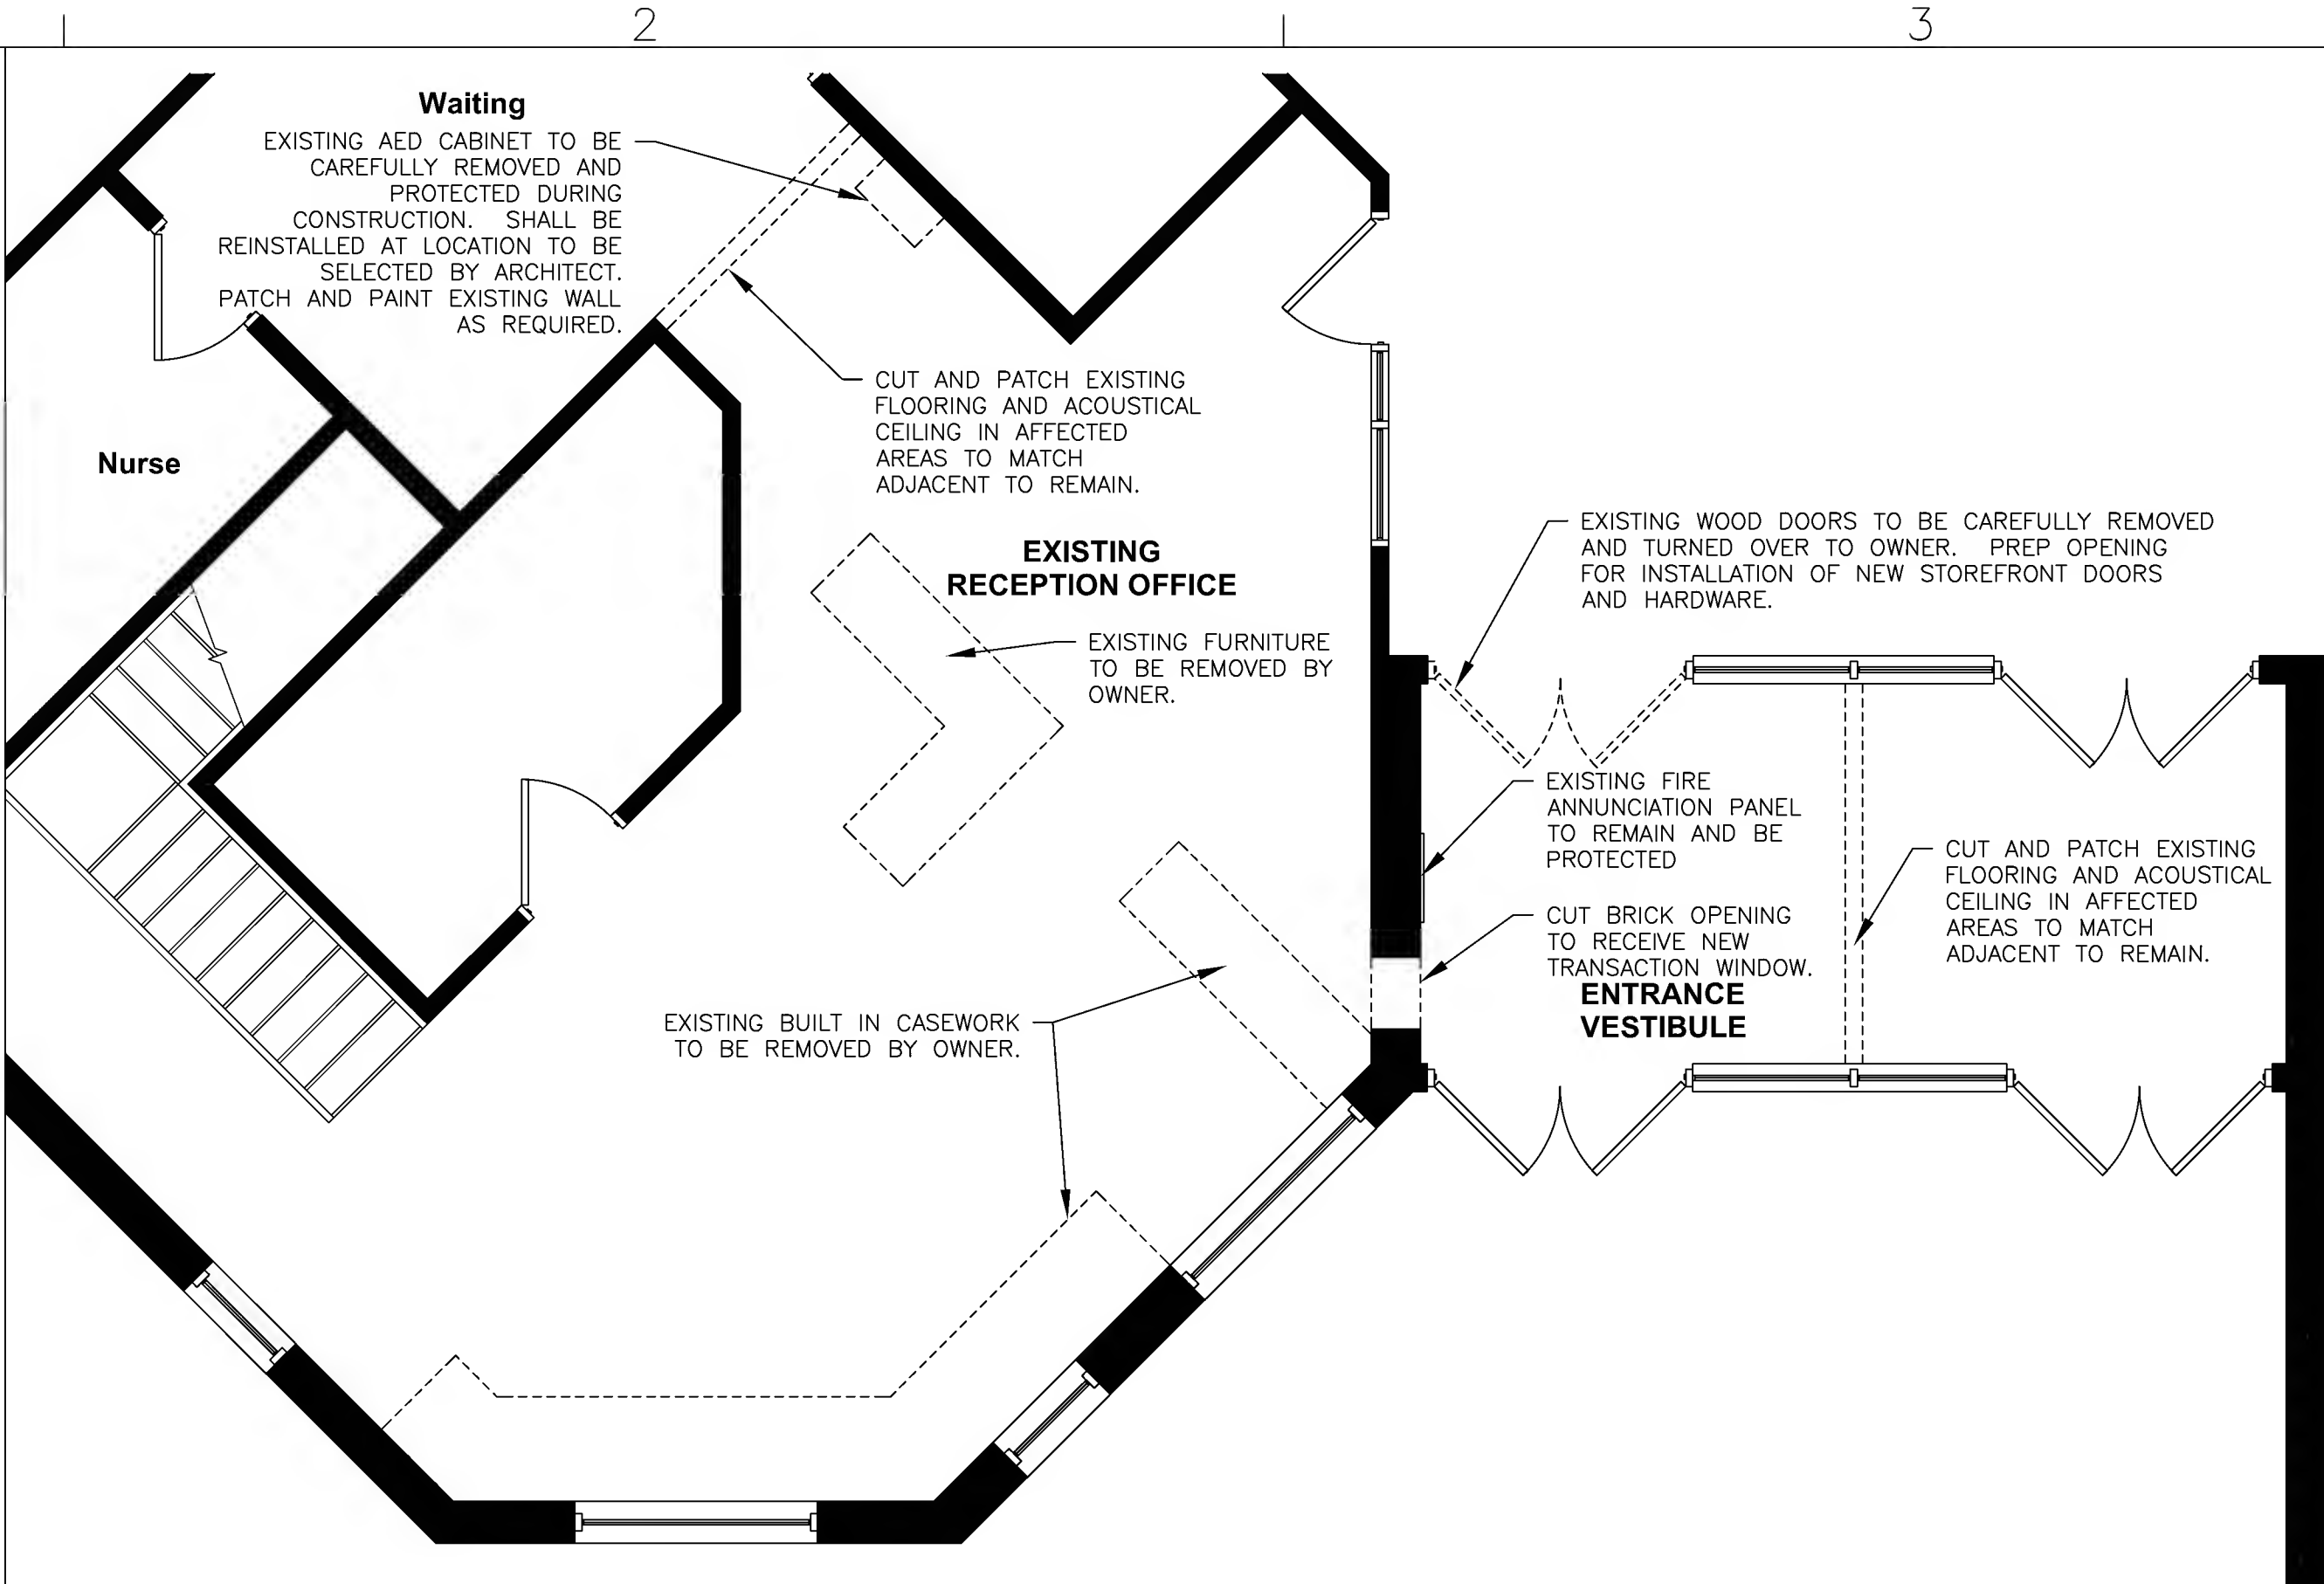 2
3
Waiting
EXISTING AED CABINET TO BE
CAREFULLY REMOVED AND
PROTECTED DURING
CONSTRUCTION. SHALL BE
REINSTALLED AT LOCATION TO BE
SELECTED BY ARCHITECT.
PATCH AND PAINT EXISTING WALL
AS REQUIRED.
CUT AND PATCH EXISTING
FLOORING AND ACOUSTICAL
CEILING IN AFFECTED
AREAS TO MATCH
ADJACENT TO REMAIN.
Nurse
EXISTING
RECEPTION OFFICE
EXISTING WOOD DOORS TO BE CAREFULLY REMOVED
AND TURNED OVER TO OWNER. PREP OPENING
FOR INSTALLATION OF NEW STOREFRONT DOORS
AND HARDWARE.
EXISTING FURNITURE
TO BE REMOVED BY
OWNER.
EXISTING FIRE
ANNUNCIATION PANEL
TO REMAIN AND BE
PROTECTED
CUT AND PATCH EXISTING
FLOORING AND ACOUSTICAL
CEILING IN AFFECTED
AREAS TO MATCH
ADJACENT TO REMAIN.
CUT BRICK OPENING
TO RECEIVE NEW
TRANSACTION WINDOW.
ENTRANCE
VESTIBULE
EXISTING BUILT IN CASEWORK
TO BE REMOVED BY OWNER.